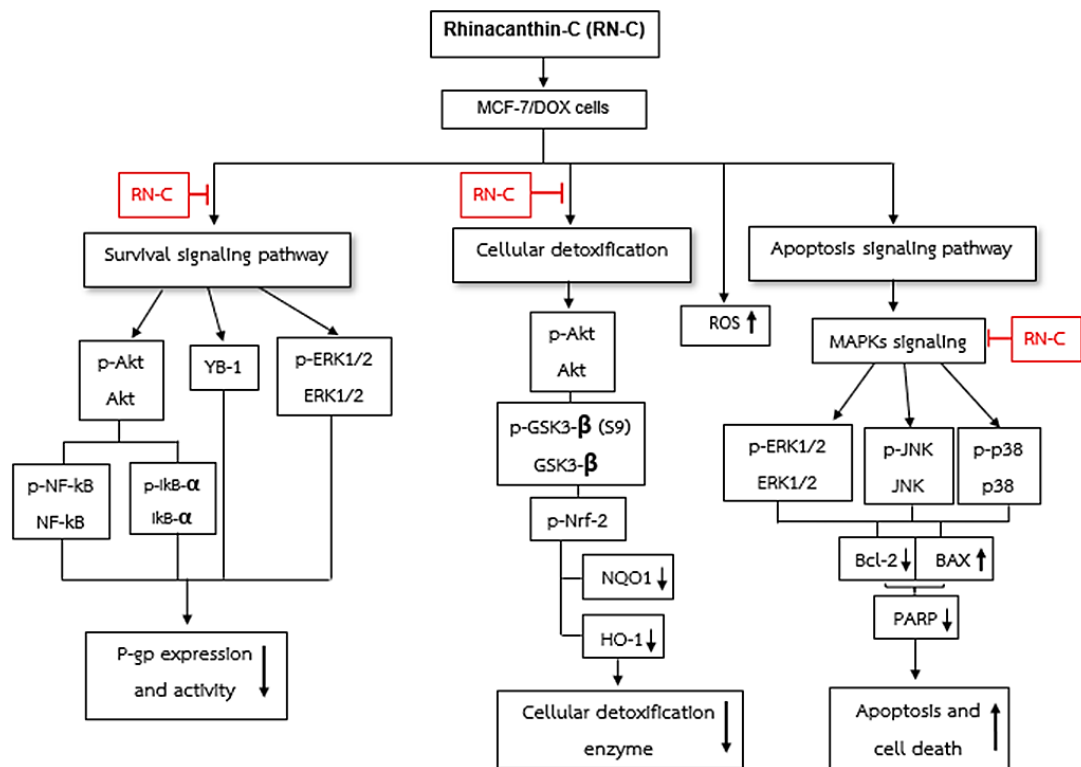 Rhinacanthin-C (RN-C)
MCF-7/DOX cells
RN-C
Survival signaling pathway
p-Akt
Akt
YB-1
p-ERK1/2
ERK1/2
p-NF-kB
NF-kB
p-IkB-α
IkB-α
P-gp expression
and activity
RN-C
Cellular detoxification
p-Akt
Akt
p-GSK3-β (S9)
GSK3-β
p-Nrf-2
NQO1
HO-1
Cellular detoxification
enzyme
ROS
Apoptosis signaling pathway
MAPKs signaling
RN-C
p-ERK1/2
ERK1/2
p-JNK
JNK
p-p38
p38
Bcl-2
BAX
PARP
Apoptosis and
cell death